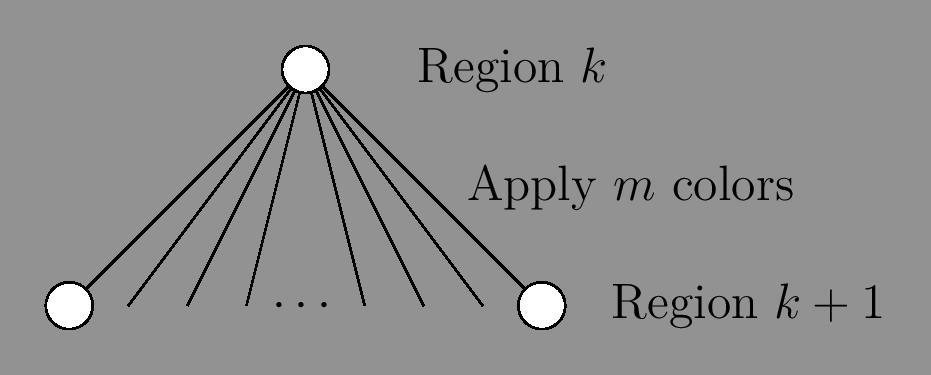 Region k
Apply m colors
...
Region k + 1